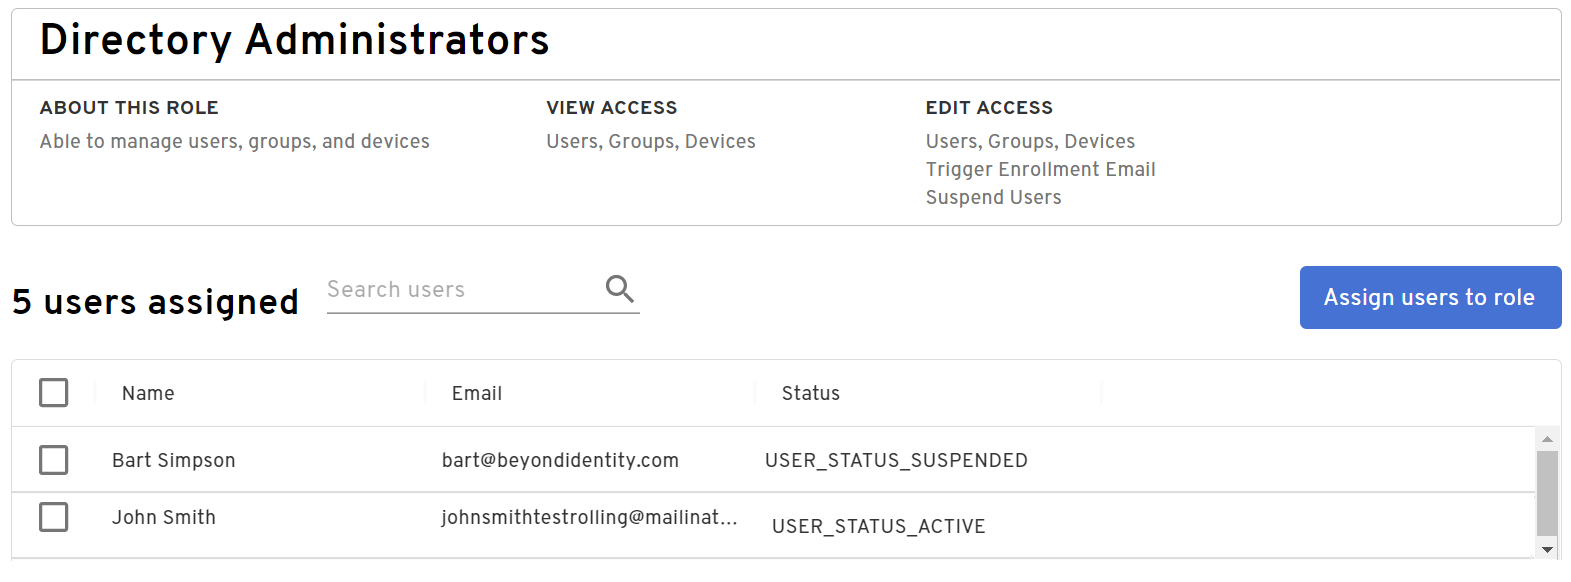 Directory Administrators
ABOUT THIS ROLE
Able to manage users, groups, and devices
VIEW ACCESS
Users, Groups, Devices
EDIT ACCESS
Users, Groups, Devices
Trigger Enrollment Email
Suspend Users
5 users assigned
Search users
Assign users to role
Name Email Status
Bart Simpson bart@beyondidentity.com USER_STATUS_SUSPENDED
John Smith johnsmithtestrolling@mailinat... USER_STATUS_ACTIVE